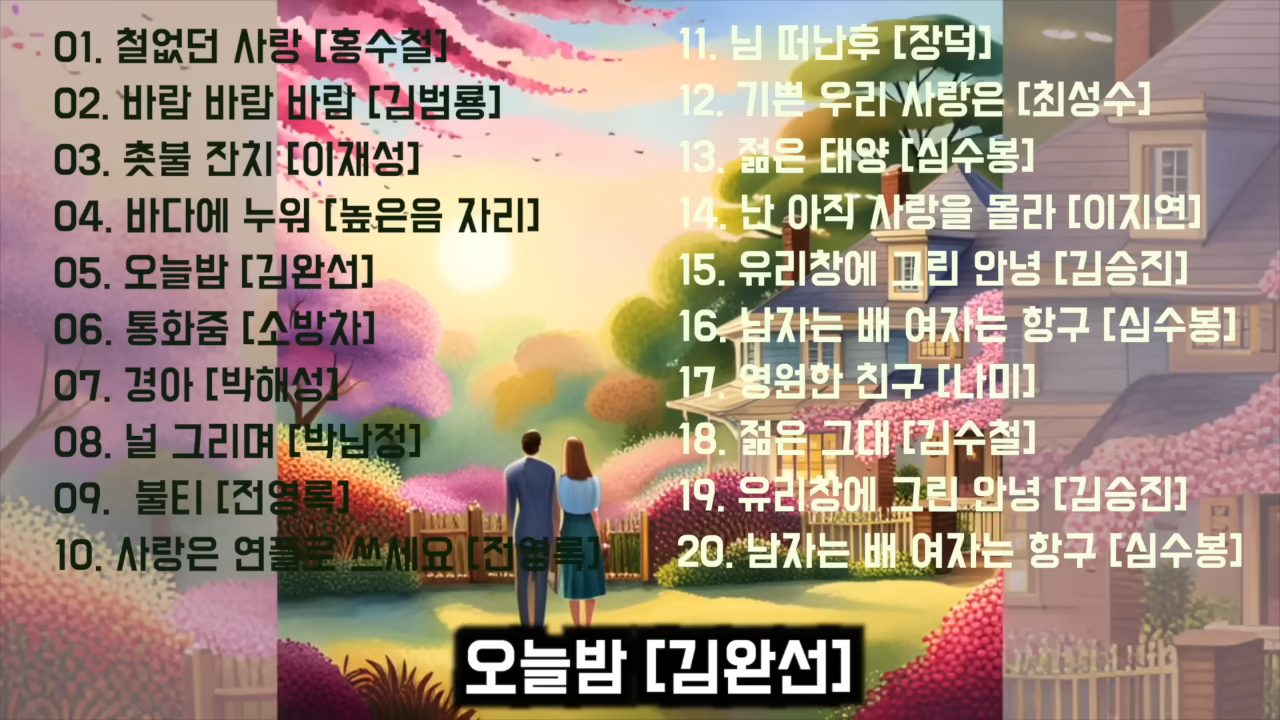 01. 철없던 사랑 [홍수철]
02. 바람 바람 바람 [김범룡]
03. 촛불 잔치 [이재성]
04. 바다에 누워 [높은음 자리]
05. 오늘밤 [김완선]
06. 통화줌 [소방차]
07. 경아 [박해성]
08. 널 그리며 [박남정]
09. 불티 [전영록]
10. 사랑은 연필로 쓰세요 [전영록]
11. 님 떠난후 [장덕]
12. 기쁜 우리 사랑은 [최성수]
13. 젊은 태양 [심수봉]
14. 난 아직 사랑을 몰라 [이지연]
15. 유리창에 그린 안녕 [김승진]
16. 남자는 배 여자는 항구 [심수봉]
17. 영원한 친구 [나미]
18. 젊은 그대 [김수철]
19. 유리창에 그린 안녕 [김승진]
20. 남자는 배 여자는 항구 [심수봉]
오늘밤 [김완선]